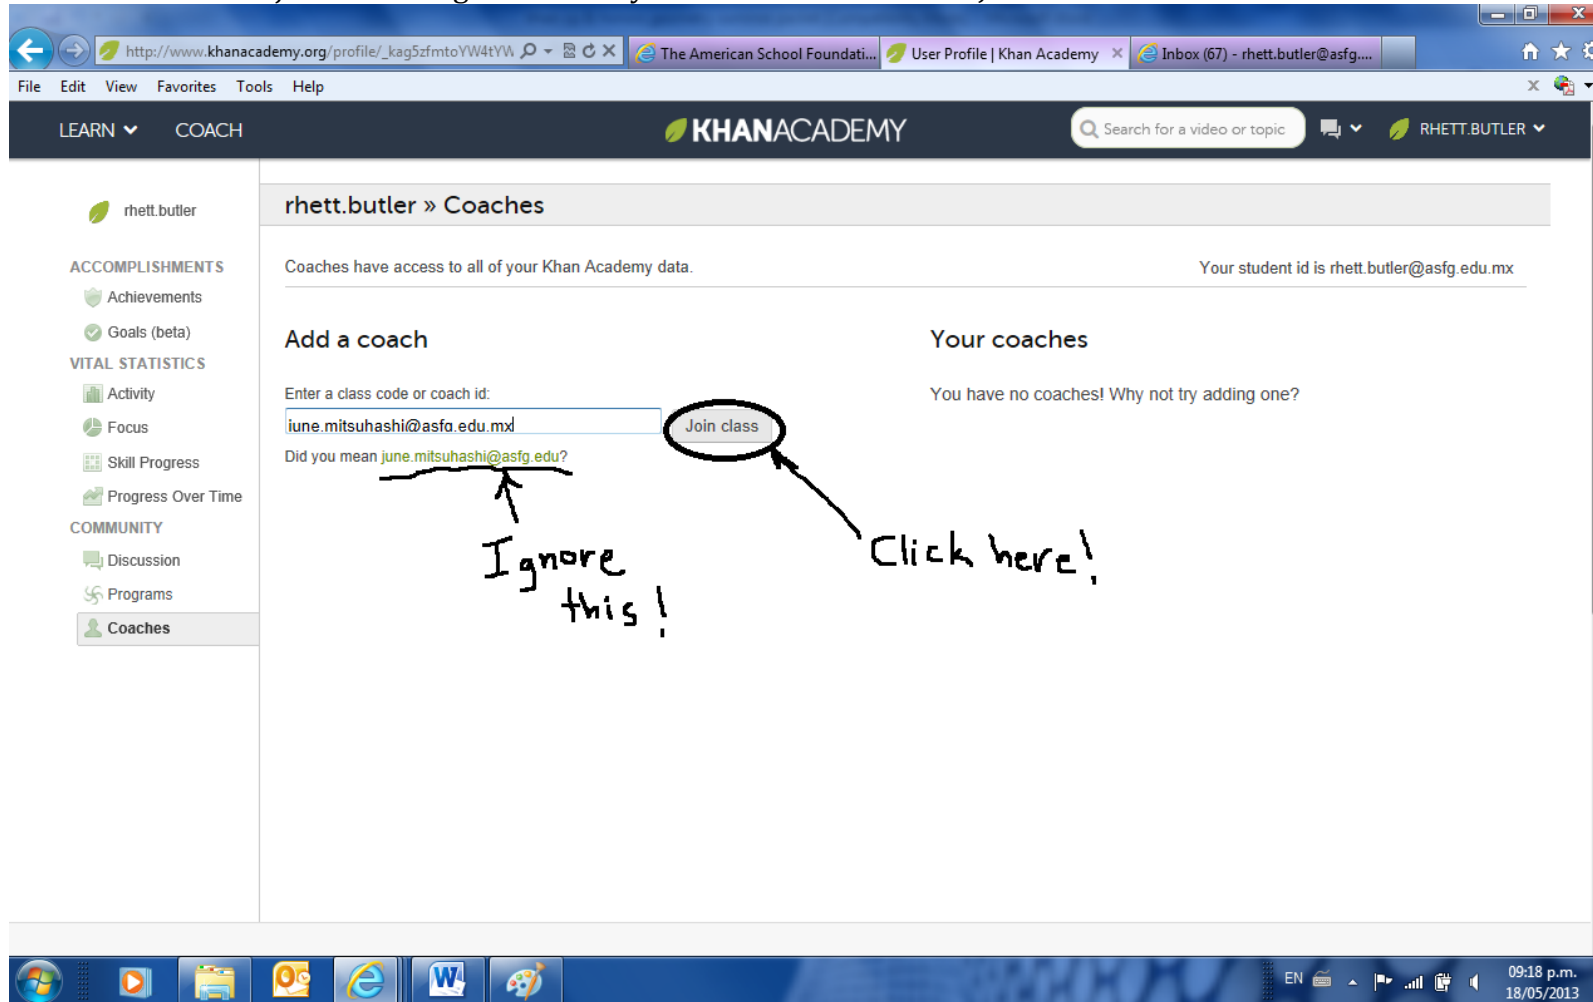 http://www.khanacademy.org/profile/_kag5zfmtoYW4tYW
The American School Foundati...
User Profile | Khan Academy
Inbox (67) - rhett.butler@asfg....
File Edit View Favorites Tools Help
LEARN COACH
KHANACADEMY
Search for a video or topic
RHETT.BUTLER
rhett.butler
rhett.butler » Coaches
ACCOMPLISHMENTS
Achievements
Goals (beta)
VITAL STATISTICS
Activity
Focus
Skill Progress
Progress Over Time
COMMUNITY
Discussion
Programs
Coaches
Coaches have access to all of your Khan Academy data.
Your student id is rhett.butler@asfg.edu.mx
Add a coach
Enter a class code or coach id:
june.mitsuhashi@asfg.edu.mx
Join class
Did you mean june.mitsuhashi@asfg.edu?
Your coaches
You have no coaches! Why not try adding one?
Ignore
this!
Click here!
EN
09:18 p.m.
18/05/2013